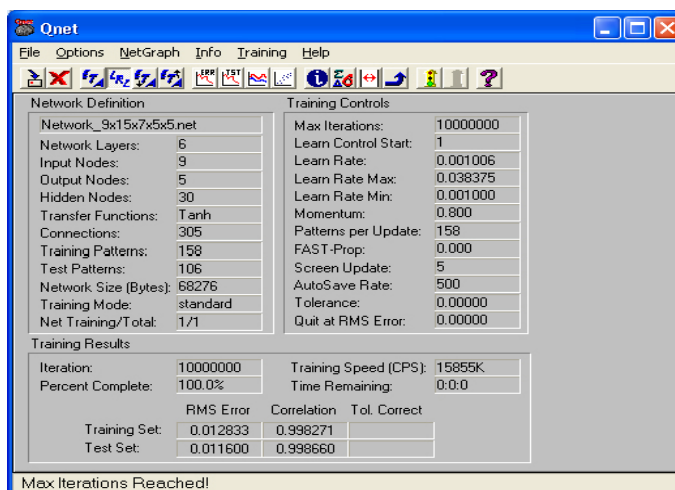 Qnet
File Options NetGraph Info Training Help
Network Definition
Network_9x15x7x5x5.net
Network Layers: 6
Input Nodes: 9
Output Nodes: 5
Hidden Nodes: 30
Transfer Functions: Tanh
Connections: 305
Training Patterns: 158
Test Patterns: 106
Network Size (Bytes): 68276
Training Mode: standard
Net Training/Total: 1/1
Training Controls
Max Iterations: 10000000
Learn Control Start: 1
Learn Rate: 0.001006
Learn Rate Max: 0.038375
Learn Rate Min: 0.001000
Momentum: 0.800
Patterns per Update: 158
FAST-Prop: 0.000
Screen Update: 5
AutoSave Rate: 500
Tolerance: 0.00000
Quit at RMS Error: 0.00000
Training Results
Iteration: 10000000 Training Speed (CPS): 15855K
Percent Complete: 100.0% Time Remaining: 0:0:0
RMS Error Correlation Tol. Correct
Training Set: 0.012833 0.998271
Test Set: 0.011600 0.998660
Max Iterations Reached!